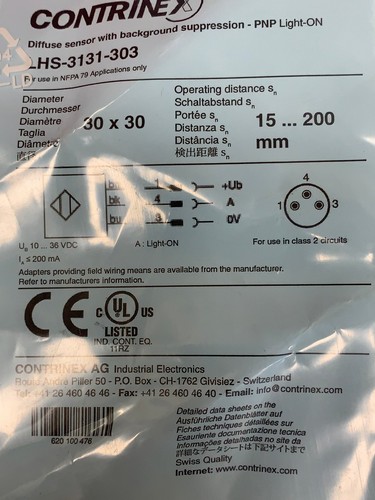 CONTRINEX
Diffuse sensor with background suppression - PNP Light-ON
LHS-3131-303
For use in NFPA 79 Applications only
Diameter
Durchmesser
Diamètre
Taglia
Diámetro
直径
30 x 30
Operating distance sn
Schaltabstand sn
Portée sn
Distanza sn
Distância sn
検出距離 sn
15 ... 200
mm
bn 1 +Ub
bk 4 A
bu 3 0V
4
1 3
UB 10 ... 36 VDC
A : Light-ON
For use in class 2 circuits
Ia ≤ 200 mA
Adapters providing field wiring means are available from the manufacturer.
Refer to manufacturers information.
CE
C UL US
LISTED
IND. CONT. EQ.
11RZ
CONTRINEX AG Industrial Electronics
Route André Piller 50 - P.O. Box - CH-1762 Givisiez - Switzerland
Tel: +41 26 460 46 46 - Fax: +41 26 460 46 40 - Email: info@contrinex.com
620 100 476
Detailed data sheets on the
Ausführliche Datenblätter auf
Fiches techniques détaillées sur
Esauriente documentazione tecnica
Informações detalhadas no site da
詳細なデータシートは下記サイトまで
Swiss Quality
Internet: www.contrinex.com